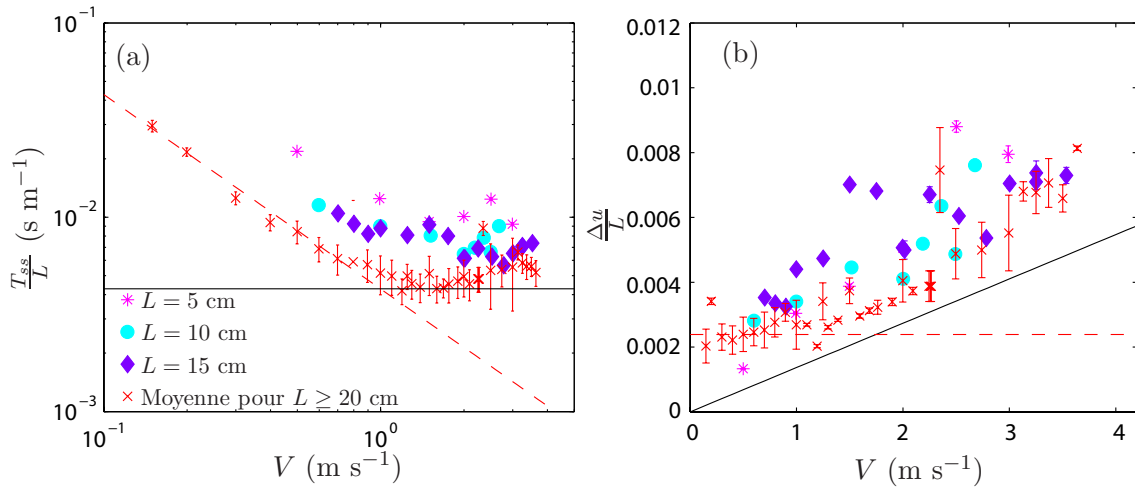 (a)
T_ss/L (s m⁻¹)
10⁻¹
10⁻²
10⁻³
L = 5 cm
L = 10 cm
L = 15 cm
Moyenne pour L ≥ 20 cm
10⁻¹ 10⁰
V (m s⁻¹)
(b)
Δu/L
0.012
0.01
0.008
0.006
0.004
0.002
0
0 1 2 3 4
V (m s⁻¹)